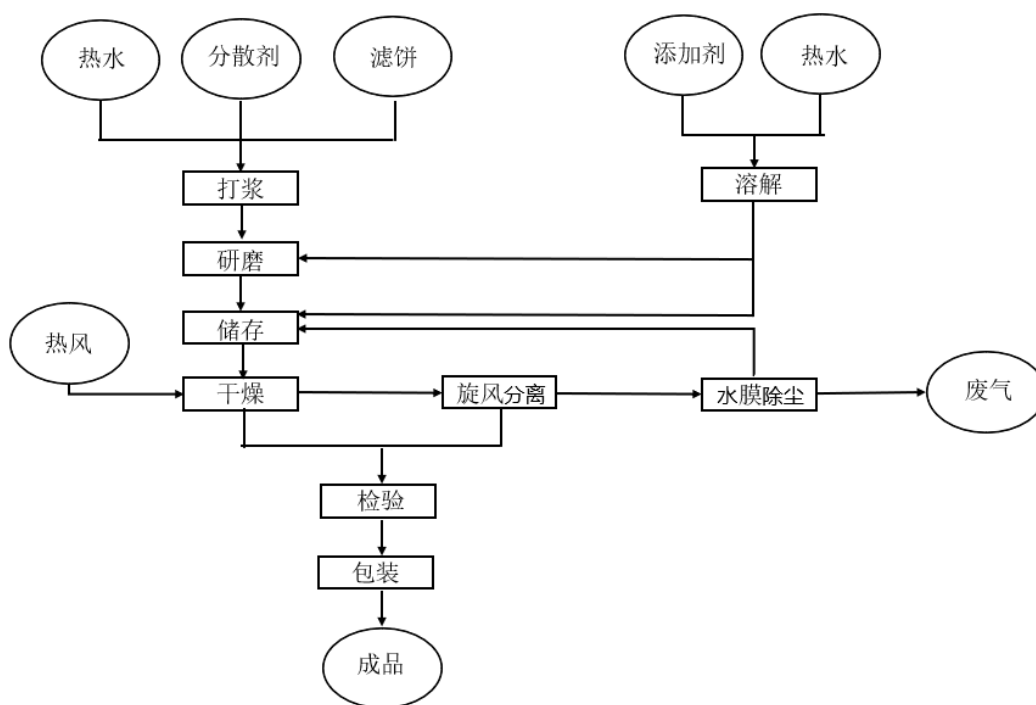 热水
分散剂
滤饼
添加剂
热水
打浆
溶解
研磨
储存
热风
干燥
旋风分离
水膜除尘
废气
检验
包装
成品